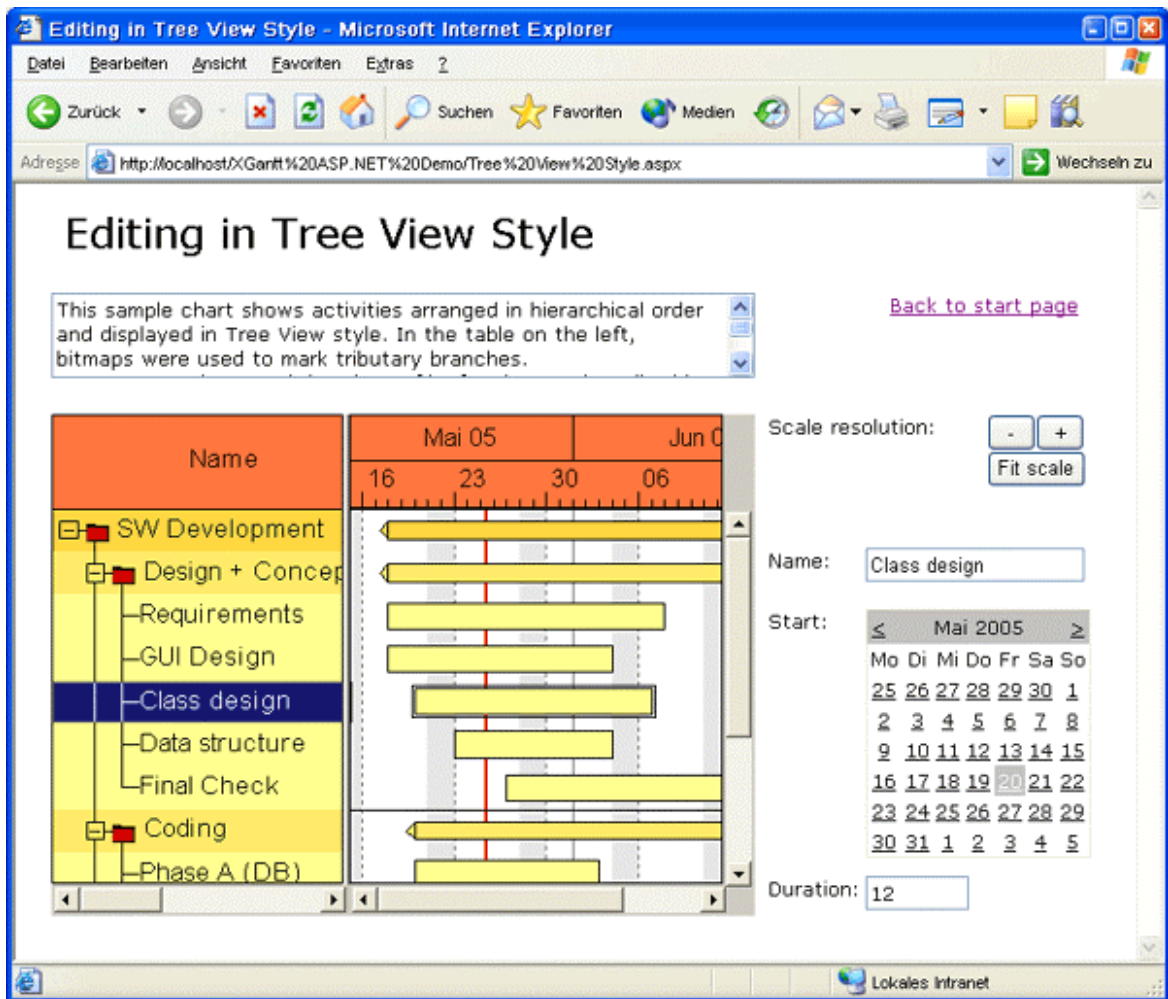 Editing in Tree View Style - Microsoft Internet Explorer
Datei Bearbeiten Ansicht Favoriten Extras ?
Zurück Suchen Favoriten Medien
Adresse http://localhost/XGantt%20ASP.NET%20Demo/Tree%20View%20Style.aspx Wechseln zu
Editing in Tree View Style
This sample chart shows activities arranged in hierarchical order
and displayed in Tree View style. In the table on the left,
bitmaps were used to mark tributary branches.
Back to start page
Name
Mai 05 Jun 0
16 23 30 06
SW Development
Design + Concep
Requirements
GUI Design
Class design
Data structure
Final Check
Coding
Phase A (DB)
Scale resolution: - +
Fit scale
Name: Class design
Start:
< Mai 2005 >
Mo Di Mi Do Fr Sa So
25 26 27 28 29 30 1
2 3 4 5 6 7 8
9 10 11 12 13 14 15
16 17 18 19 20 21 22
23 24 25 26 27 28 29
30 31 1 2 3 4 5
Duration: 12
Lokales Intranet